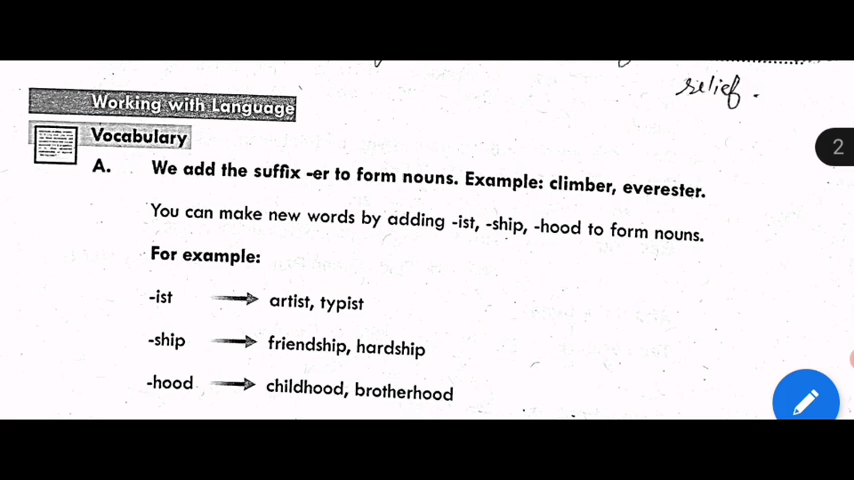 relief.
Working with Language
Vocabulary
2
A. We add the suffix -er to form nouns. Example: climber, everester.
You can make new words by adding -ist, -ship, -hood to form nouns.
For example:
-ist → artist, typist
-ship → friendship, hardship
-hood → childhood, brotherhood